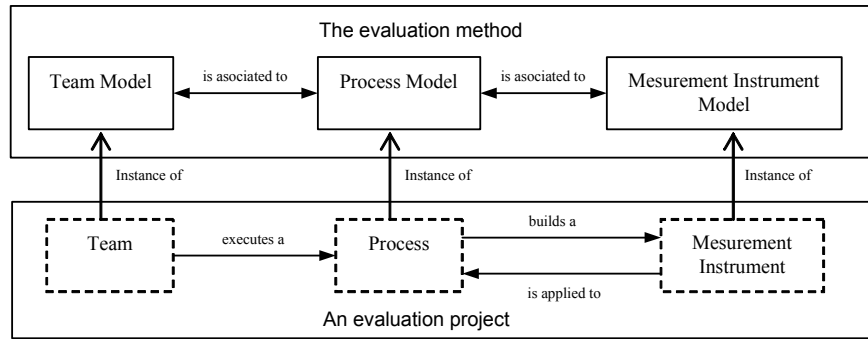 The evaluation method
Team Model
is asociated to
Process Model
is asociated to
Mesurement Instrument
Model
Instance of
Instance of
Instance of
Team
executes a
Process
builds a
is applied to
Mesurement
Instrument
An evaluation project